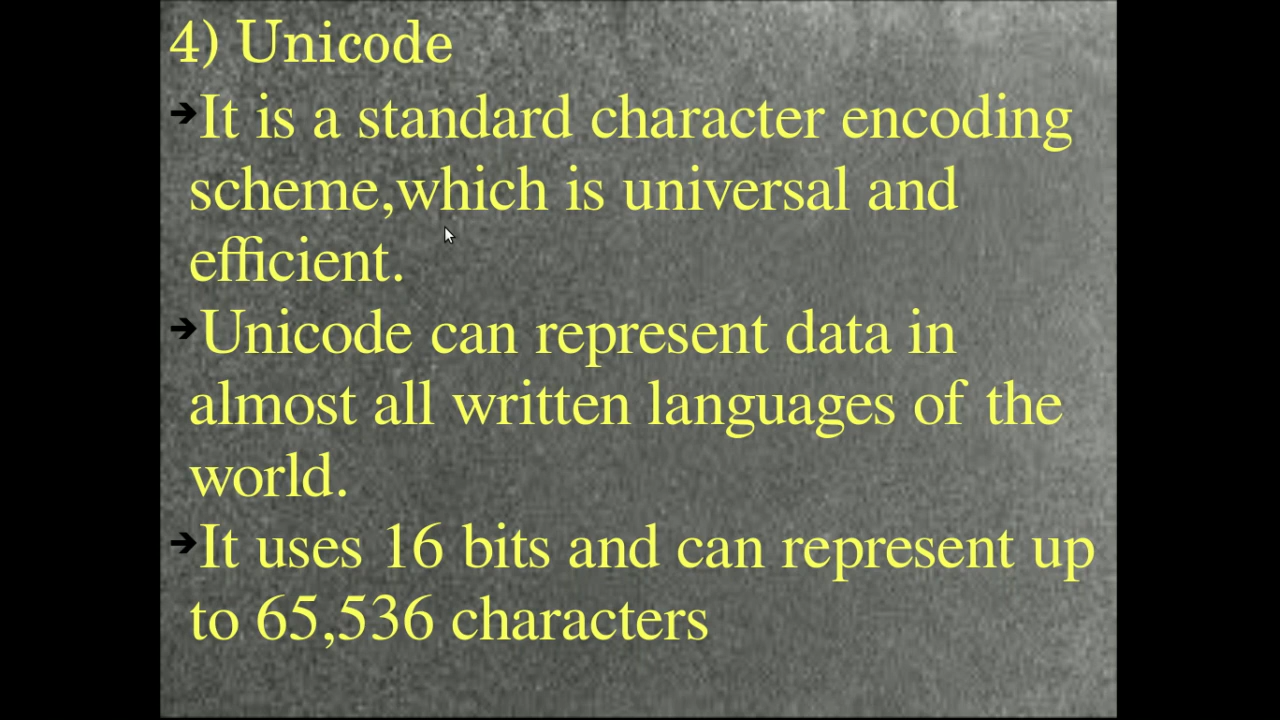 4) Unicode
➔It is a standard character encoding
scheme,which is universal and
efficient.
➔Unicode can represent data in
almost all written languages of the
world.
➔It uses 16 bits and can represent up
to 65,536 characters